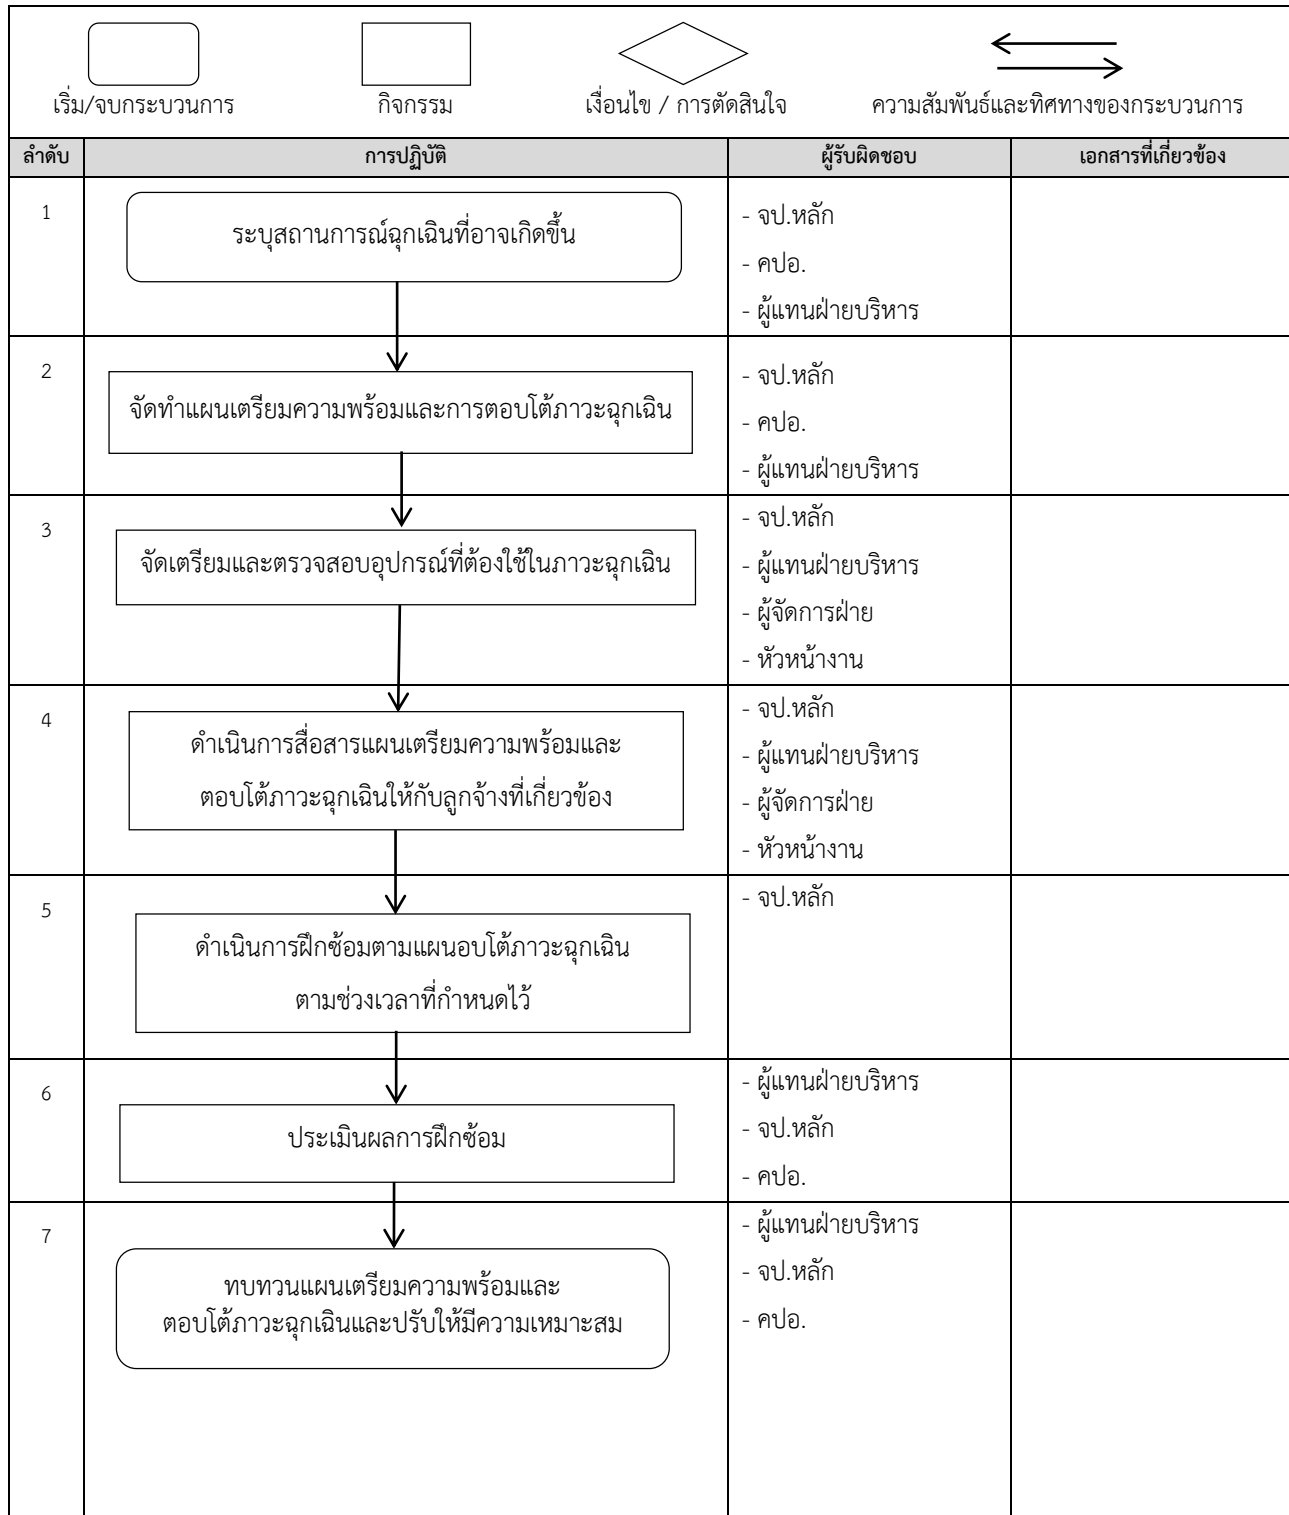 เริ่ม/จบกระบวนการ
กิจกรรม
เงื่อนไข / การตัดสินใจ
ความสัมพันธ์และทิศทางของกระบวนการ
ลำดับ
การปฏิบัติ
ผู้รับผิดชอบ
เอกสารที่เกี่ยวข้อง
1
ระบุสถานการณ์ฉุกเฉินที่อาจเกิดขึ้น
- จป.หลัก
- คปอ.
- ผู้แทนฝ่ายบริหาร
2
จัดทำแผนเตรียมความพร้อมและการตอบโต้ภาวะฉุกเฉิน
- จป.หลัก
- คปอ.
- ผู้แทนฝ่ายบริหาร
3
จัดเตรียมและตรวจสอบอุปกรณ์ที่ต้องใช้ในภาวะฉุกเฉิน
- จป.หลัก
- ผู้แทนฝ่ายบริหาร
- ผู้จัดการฝ่าย
- หัวหน้างาน
4
ดำเนินการสื่อสารแผนเตรียมความพร้อมและ
ตอบโต้ภาวะฉุกเฉินให้กับลูกจ้างที่เกี่ยวข้อง
- จป.หลัก
- ผู้แทนฝ่ายบริหาร
- ผู้จัดการฝ่าย
- หัวหน้างาน
5
ดำเนินการฝึกซ้อมตามแผนอบโต้ภาวะฉุกเฉิน
ตามช่วงเวลาที่กำหนดไว้
- จป.หลัก
6
ประเมินผลการฝึกซ้อม
- ผู้แทนฝ่ายบริหาร
- จป.หลัก
- คปอ.
7
ทบทวนแผนเตรียมความพร้อมและ
ตอบโต้ภาวะฉุกเฉินและปรับให้มีความเหมาะสม
- ผู้แทนฝ่ายบริหาร
- จป.หลัก
- คปอ.